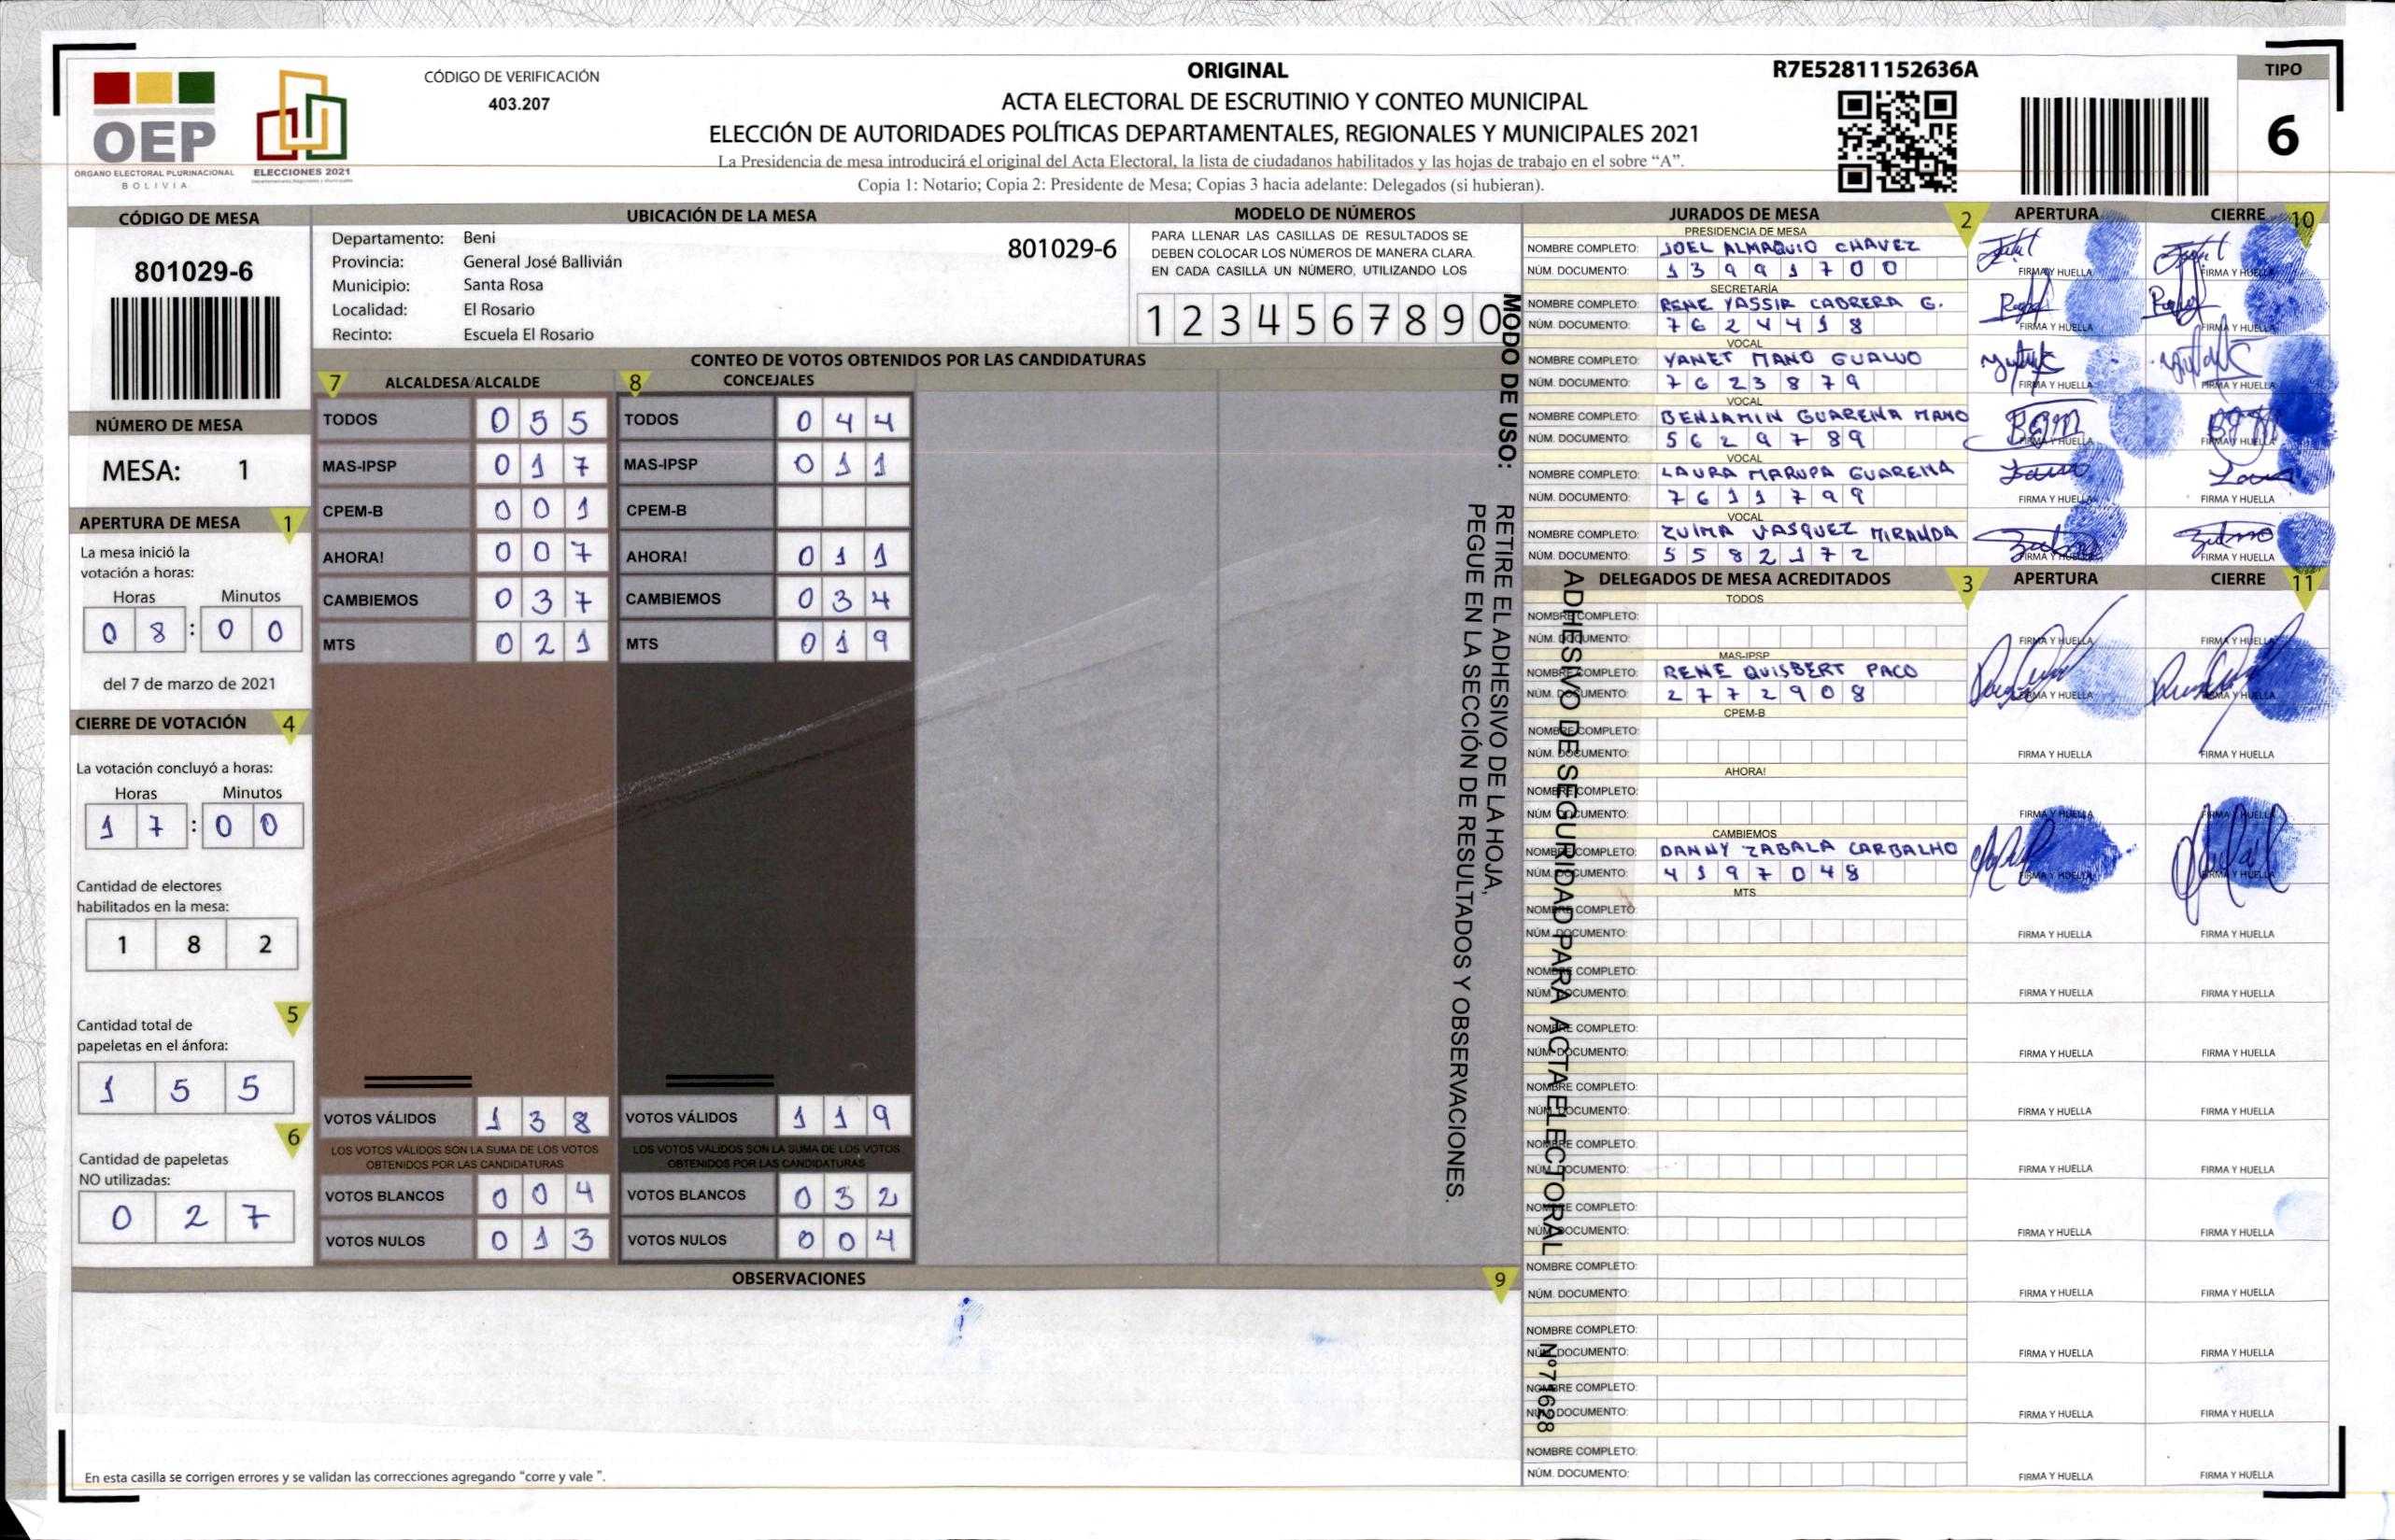 OEP
ÓRGANO ELECTORAL PLURINACIONAL
BOLIVIA
ELECCIONES 2021
CÓDIGO DE VERIFICACIÓN
403.207
ORIGINAL
ACTA ELECTORAL DE ESCRUTINIO Y CONTEO MUNICIPAL
ELECCIÓN DE AUTORIDADES POLÍTICAS DEPARTAMENTALES, REGIONALES Y MUNICIPALES 2021
La Presidencia de mesa introducirá el original del Acta Electoral, la lista de ciudadanos habilitados y las hojas de trabajo en el sobre “A”.
Copia 1: Notario; Copia 2: Presidente de Mesa; Copias 3 hacia adelante: Delegados (si hubieran).
R7E52811152636A
TIPO
6
CÓDIGO DE MESA
801029-6
NÚMERO DE MESA
MESA: 1
APERTURA DE MESA 1
La mesa inició la
votación a horas:
Horas Minutos
0 8 : 0 0
del 7 de marzo de 2021
CIERRE DE VOTACIÓN 4
La votación concluyó a horas:
Horas Minutos
1 7 : 0 0
Cantidad de electores
habilitados en la mesa:
1 8 2
5
Cantidad total de
papeletas en el ánfora:
1 5 5
6
Cantidad de papeletas
NO utilizadas:
0 2 7
UBICACIÓN DE LA MESA
Departamento: Beni
801029-6
Provincia: General José Ballivián
Municipio: Santa Rosa
Localidad: El Rosario
Recinto: Escuela El Rosario
MODELO DE NÚMEROS
PARA LLENAR LAS CASILLAS DE RESULTADOS SE
DEBEN COLOCAR LOS NÚMEROS DE MANERA CLARA.
EN CADA CASILLA UN NÚMERO, UTILIZANDO LOS
1 2 3 4 5 6 7 8 9 0
CONTEO DE VOTOS OBTENIDOS POR LAS CANDIDATURAS
7 ALCALDESA/ALCALDE 8 CONCEJALES
TODOS 0 5 5 TODOS 0 4 4
MAS-IPSP 0 1 7 MAS-IPSP 0 1 1
CPEM-B 0 0 1 CPEM-B
AHORA! 0 0 7 AHORA! 0 1 1
CAMBIEMOS 0 3 7 CAMBIEMOS 0 3 4
MTS 0 2 1 MTS 0 1 9
VOTOS VÁLIDOS 1 3 8 VOTOS VÁLIDOS 1 1 9
LOS VOTOS VÁLIDOS SON LA SUMA DE LOS VOTOS LOS VOTOS VÁLIDOS SON LA SUMA DE LOS VOTOS
OBTENIDOS POR LAS CANDIDATURAS OBTENIDOS POR LAS CANDIDATURAS
VOTOS BLANCOS 0 0 4 VOTOS BLANCOS 0 3 2
VOTOS NULOS 0 1 3 VOTOS NULOS 0 0 4
OBSERVACIONES 9
En esta casilla se corrigen errores y se validan las correcciones agregando “corre y vale ”.
MODO DE USO: RETIRE EL ADHESIVO DE LA HOJA,
PEGUE EN LA SECCIÓN DE RESULTADOS Y OBSERVACIONES.
ADHESIVO DE SEGURIDAD PARA ACTA ELECTORAL Nº71628
JURADOS DE MESA 2 APERTURA CIERRE 10
PRESIDENCIA DE MESA
NOMBRE COMPLETO: JOEL ALMAQUIO CHAVEZ
NÚM. DOCUMENTO: 1 3 9 9 1 7 0 0 FIRMA Y HUELLA FIRMA Y HUELLA
SECRETARÍA
NOMBRE COMPLETO: RENE YASSIR CABRERA G.
NÚM. DOCUMENTO: 7 6 2 4 4 1 8 FIRMA Y HUELLA FIRMA Y HUELLA
VOCAL
NOMBRE COMPLETO: YANET MANO GUALUO
NÚM. DOCUMENTO: 7 6 2 3 8 7 9 FIRMA Y HUELLA FIRMA Y HUELLA
VOCAL
NOMBRE COMPLETO: BENJAMIN GUARENA MANO
NÚM. DOCUMENTO: 5 6 2 9 7 8 9 FIRMA Y HUELLA FIRMA Y HUELLA
VOCAL
NOMBRE COMPLETO: LAURA MARUPA GUARENA
NÚM. DOCUMENTO: 7 6 1 1 7 9 9 FIRMA Y HUELLA FIRMA Y HUELLA
VOCAL
NOMBRE COMPLETO: ZULMA VASQUEZ MIRANDA
NÚM. DOCUMENTO: 5 5 8 2 1 7 2 FIRMA Y HUELLA FIRMA Y HUELLA
DELEGADOS DE MESA ACREDITADOS 3 APERTURA CIERRE 11
TODOS
NOMBRE COMPLETO:
NÚM. DOCUMENTO: FIRMA Y HUELLA FIRMA Y HUELLA
MAS-IPSP
NOMBRE COMPLETO: RENE QUISBERT PACO
NÚM. DOCUMENTO: 2 7 7 2 9 0 8 FIRMA Y HUELLA FIRMA Y HUELLA
CPEM-B
NOMBRE COMPLETO:
NÚM. DOCUMENTO: FIRMA Y HUELLA FIRMA Y HUELLA
AHORA!
NOMBRE COMPLETO:
NÚM. DOCUMENTO: FIRMA Y HUELLA FIRMA Y HUELLA
CAMBIEMOS
NOMBRE COMPLETO: DANNY ZABALA CARBALHO
NÚM. DOCUMENTO: 4 1 9 7 0 4 8 FIRMA Y HUELLA FIRMA Y HUELLA
MTS
NOMBRE COMPLETO:
NÚM. DOCUMENTO: FIRMA Y HUELLA FIRMA Y HUELLA
NOMBRE COMPLETO:
NÚM. DOCUMENTO: FIRMA Y HUELLA FIRMA Y HUELLA
NOMBRE COMPLETO:
NÚM. DOCUMENTO: FIRMA Y HUELLA FIRMA Y HUELLA
NOMBRE COMPLETO:
NÚM. DOCUMENTO: FIRMA Y HUELLA FIRMA Y HUELLA
NOMBRE COMPLETO:
NÚM. DOCUMENTO: FIRMA Y HUELLA FIRMA Y HUELLA
NOMBRE COMPLETO:
NÚM. DOCUMENTO: FIRMA Y HUELLA FIRMA Y HUELLA
NOMBRE COMPLETO:
NÚM. DOCUMENTO: FIRMA Y HUELLA FIRMA Y HUELLA
NOMBRE COMPLETO:
NÚM. DOCUMENTO: FIRMA Y HUELLA FIRMA Y HUELLA
NOMBRE COMPLETO:
NÚM. DOCUMENTO: FIRMA Y HUELLA FIRMA Y HUELLA
NOMBRE COMPLETO:
NÚM. DOCUMENTO: FIRMA Y HUELLA FIRMA Y HUELLA